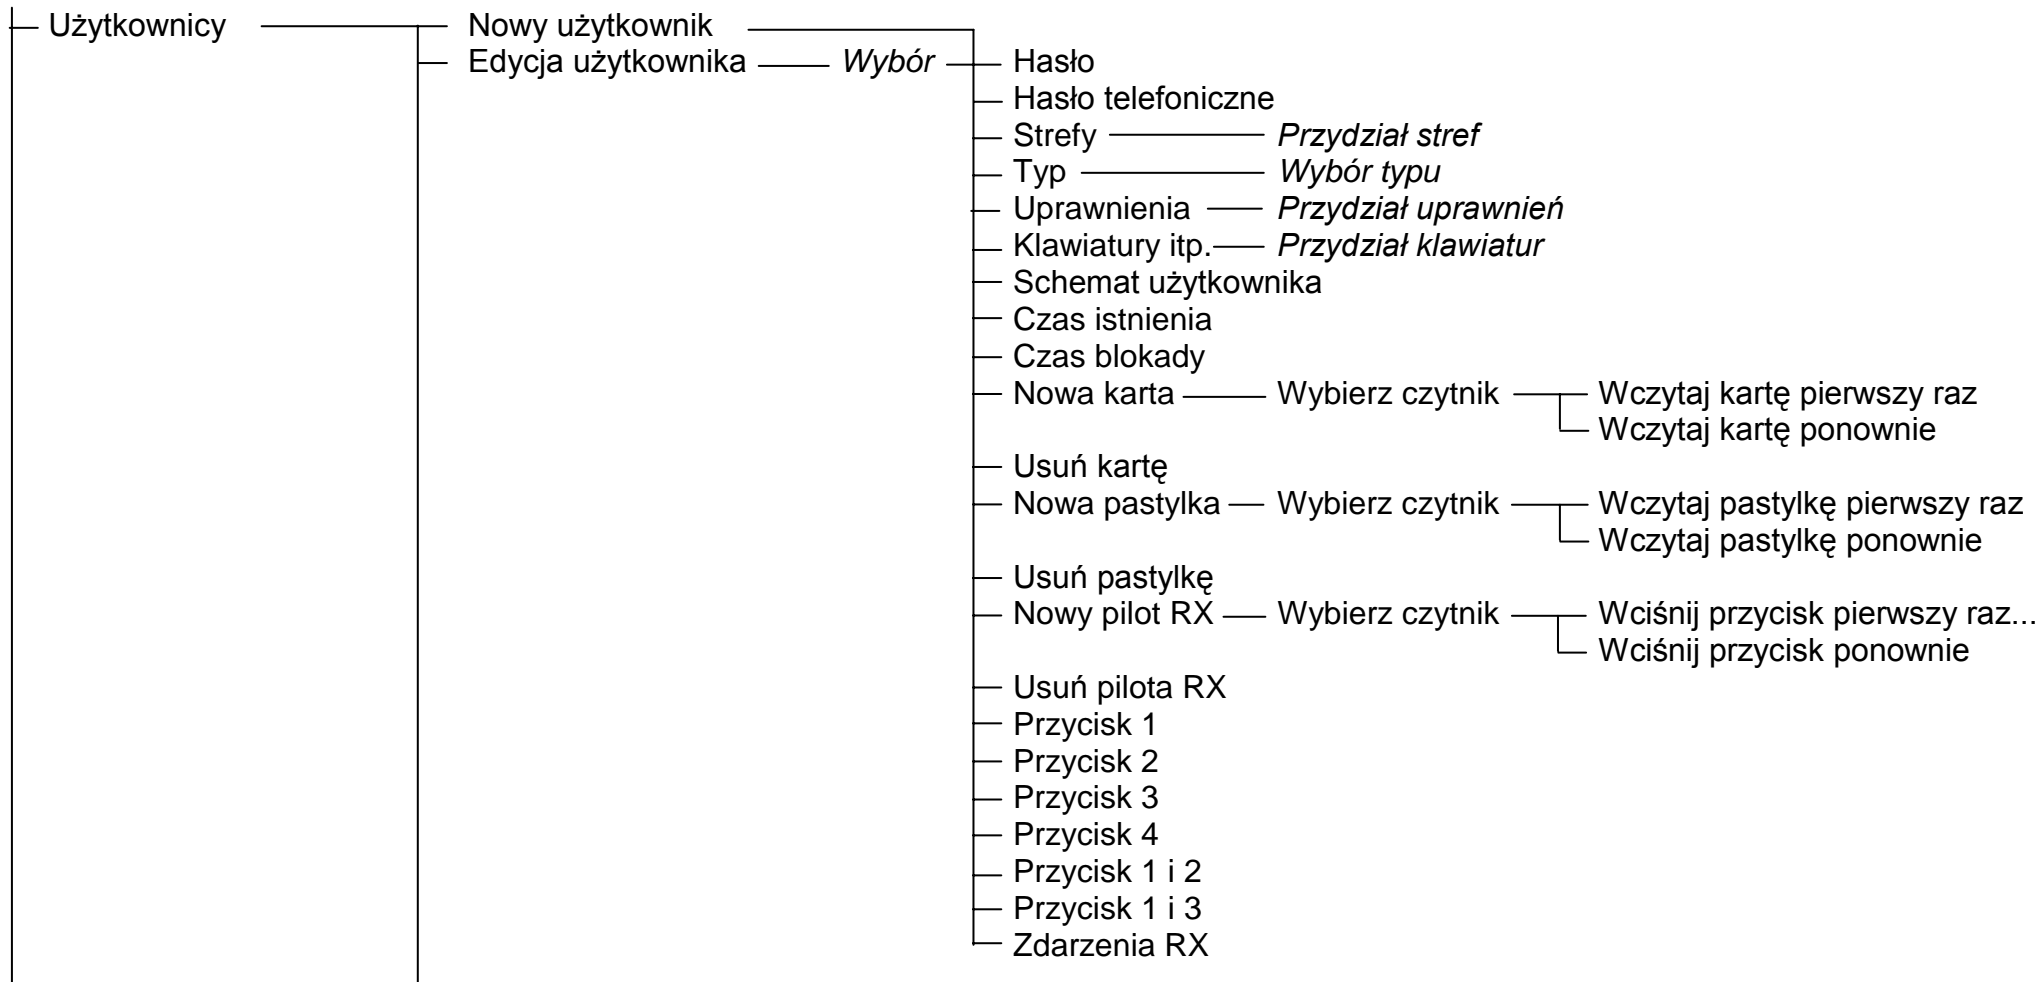 Użytkownicy Nowy użytkownik
Edycja użytkownika Wybór Hasło
Hasło telefoniczne
Strefy Przydział stref
Typ Wybór typu
Uprawnienia Przydział uprawnień
Klawiatury itp. Przydział klawiatur
Schemat użytkownika
Czas istnienia
Czas blokady
Nowa karta Wybierz czytnik Wczytaj kartę pierwszy raz
Wczytaj kartę ponownie
Usuń kartę
Nowa pastylka Wybierz czytnik Wczytaj pastylkę pierwszy raz
Wczytaj pastylkę ponownie
Usuń pastylkę
Nowy pilot RX Wybierz czytnik Wciśnij przycisk pierwszy raz...
Wciśnij przycisk ponownie
Usuń pilota RX
Przycisk 1
Przycisk 2
Przycisk 3
Przycisk 4
Przycisk 1 i 2
Przycisk 1 i 3
Zdarzenia RX